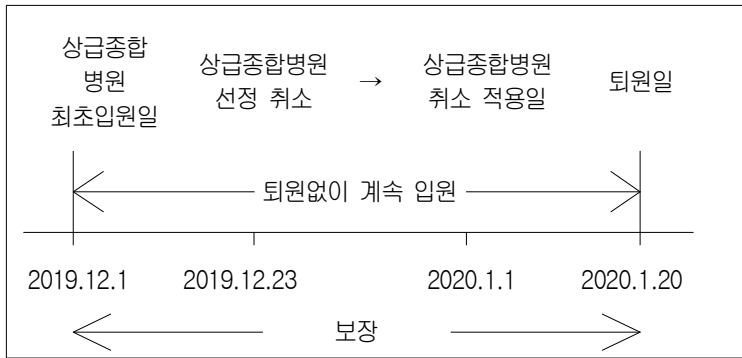 상급종합
병원
최초입원일
상급종합병원
선정 취소
→
상급종합병원
취소 적용일
퇴원일
퇴원없이 계속 입원
2019.12.1 2019.12.23 2020.1.1 2020.1.20
보장